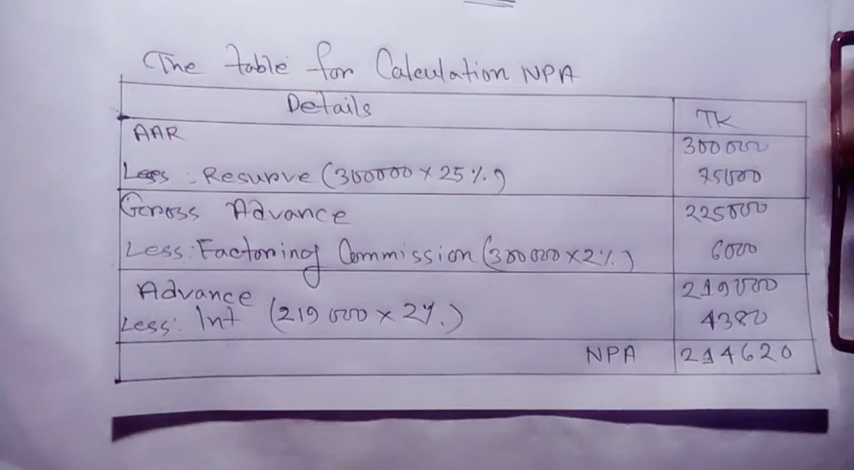 The table for Calculation NPA
Details TK
AAR 300000
Less : Resurve (300000 x 25%) 75000
Gross Advance 225000
Less: Factoring Commission (300000 x 2%) 6000
Advance 219000
Less: Int (219000 x 2%) 4380
NPA 214620